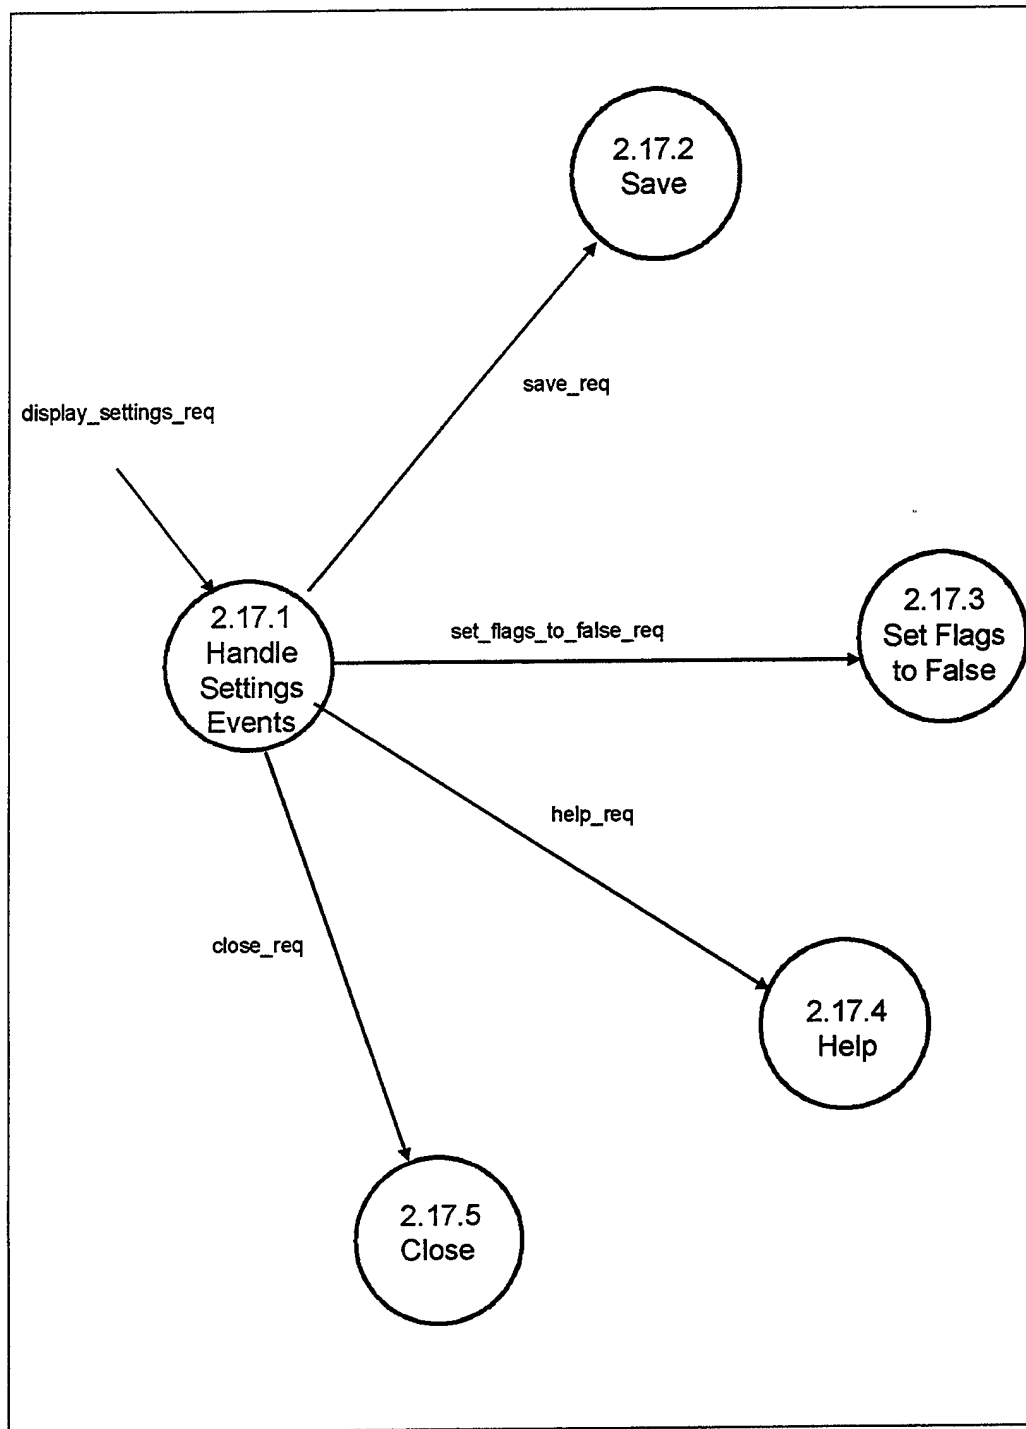 2.17.2
Save
save_req
display_settings_req
2.17.1
Handle
Settings
Events
set_flags_to_false_req
2.17.3
Set Flags
to False
help_req
close_req
2.17.4
Help
2.17.5
Close